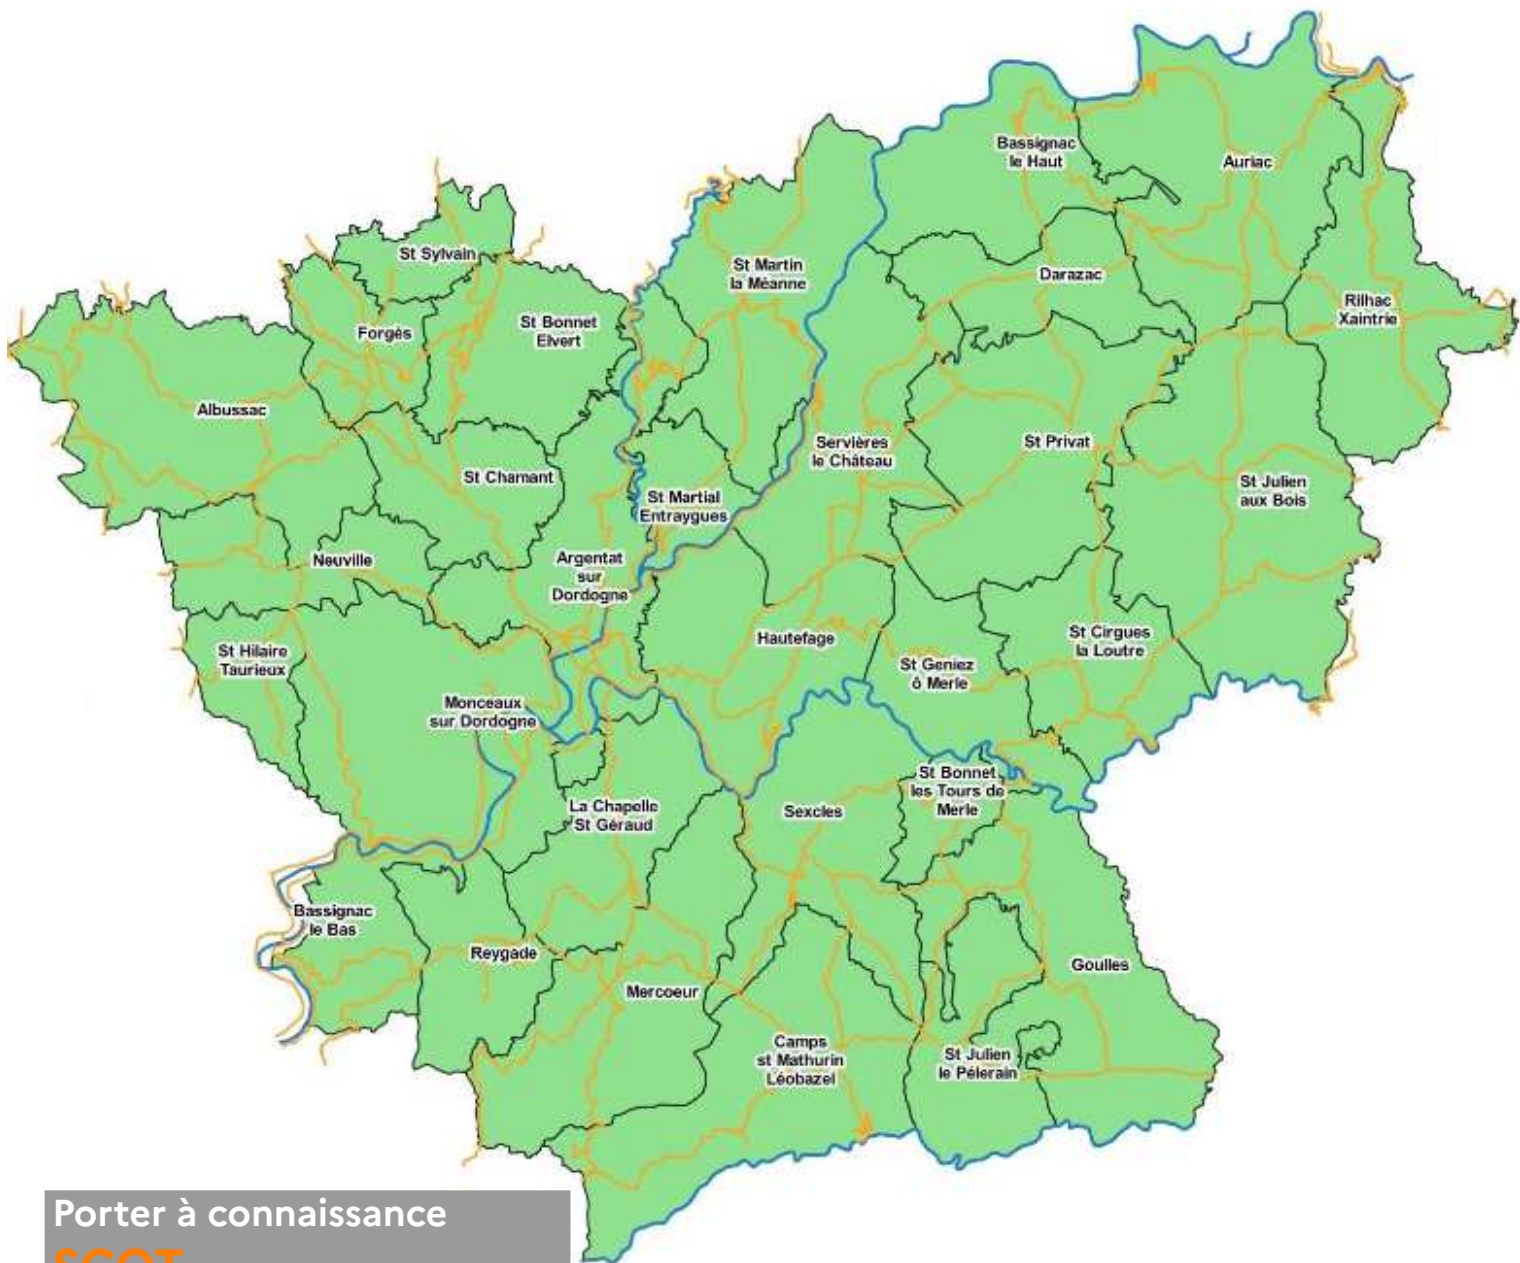 Bassignac
le Haut
Auriac
St Sylvain
St Martin
la Méanne
Darazac
Rilhac
Xaintrie
Forgès
St Bonnet
Elvert
Albussac
Servières
le Château
St Privat
St Chamant
St Martial
Entraygues
St Julien
aux Bois
Neuville
Argentat
sur
Dordogne
Hautefage
St Cirgues
la Loutre
St Hilaire
Taurieux
St Geniez
ô Merle
Monceaux
sur Dordogne
St Bonnet
les Tours de
Merle
La Chapelle
St Géraud
Sexcles
Bassignac
le Bas
Reygade
Goulles
Mercoeur
Camps
st Mathurin
Léobazel
St Julien
le Pélerain
Porter à connaissance
SCOT